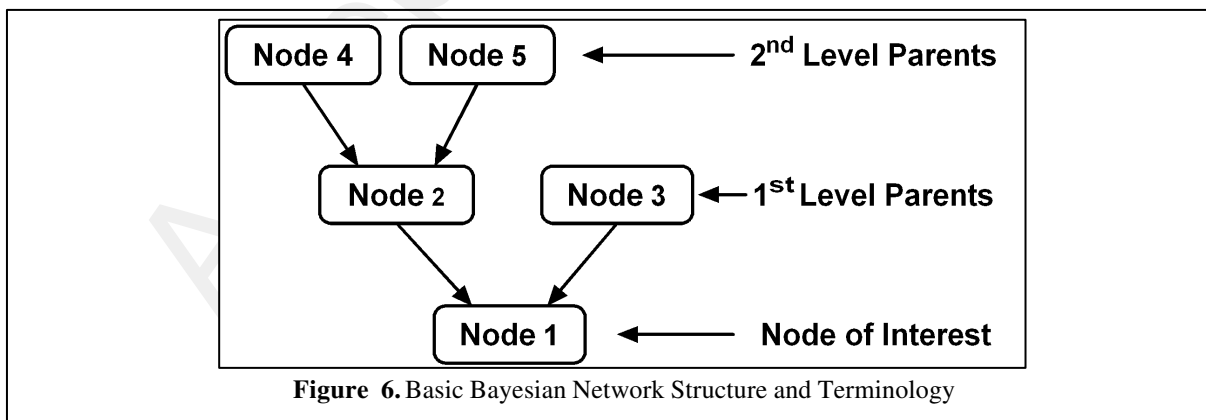 Node 4 Node 5 2nd Level Parents
Node 2 Node 3 1st Level Parents
Node 1 Node of Interest
Figure 6. Basic Bayesian Network Structure and Terminology